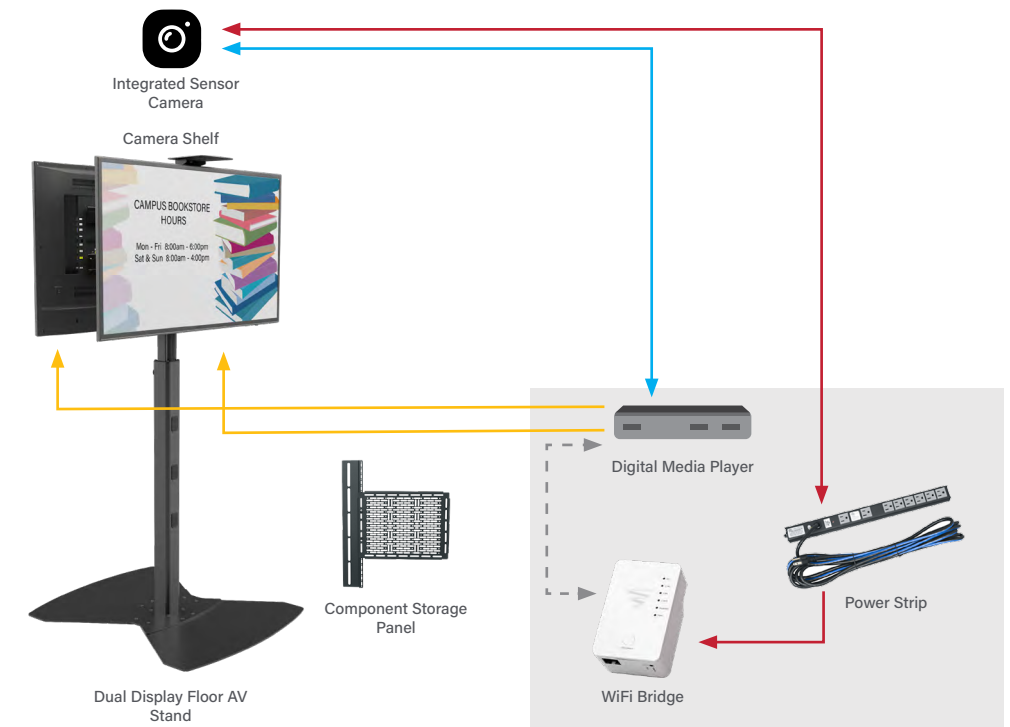 Integrated Sensor
Camera
Camera Shelf
CAMPUS BOOKSTORE
HOURS
Mon - Fri 8:00am - 6:00pm
Sat & Sun 8:00am - 4:00pm
Digital Media Player
Component Storage
Panel
Power Strip
WiFi Bridge
Dual Display Floor AV
Stand